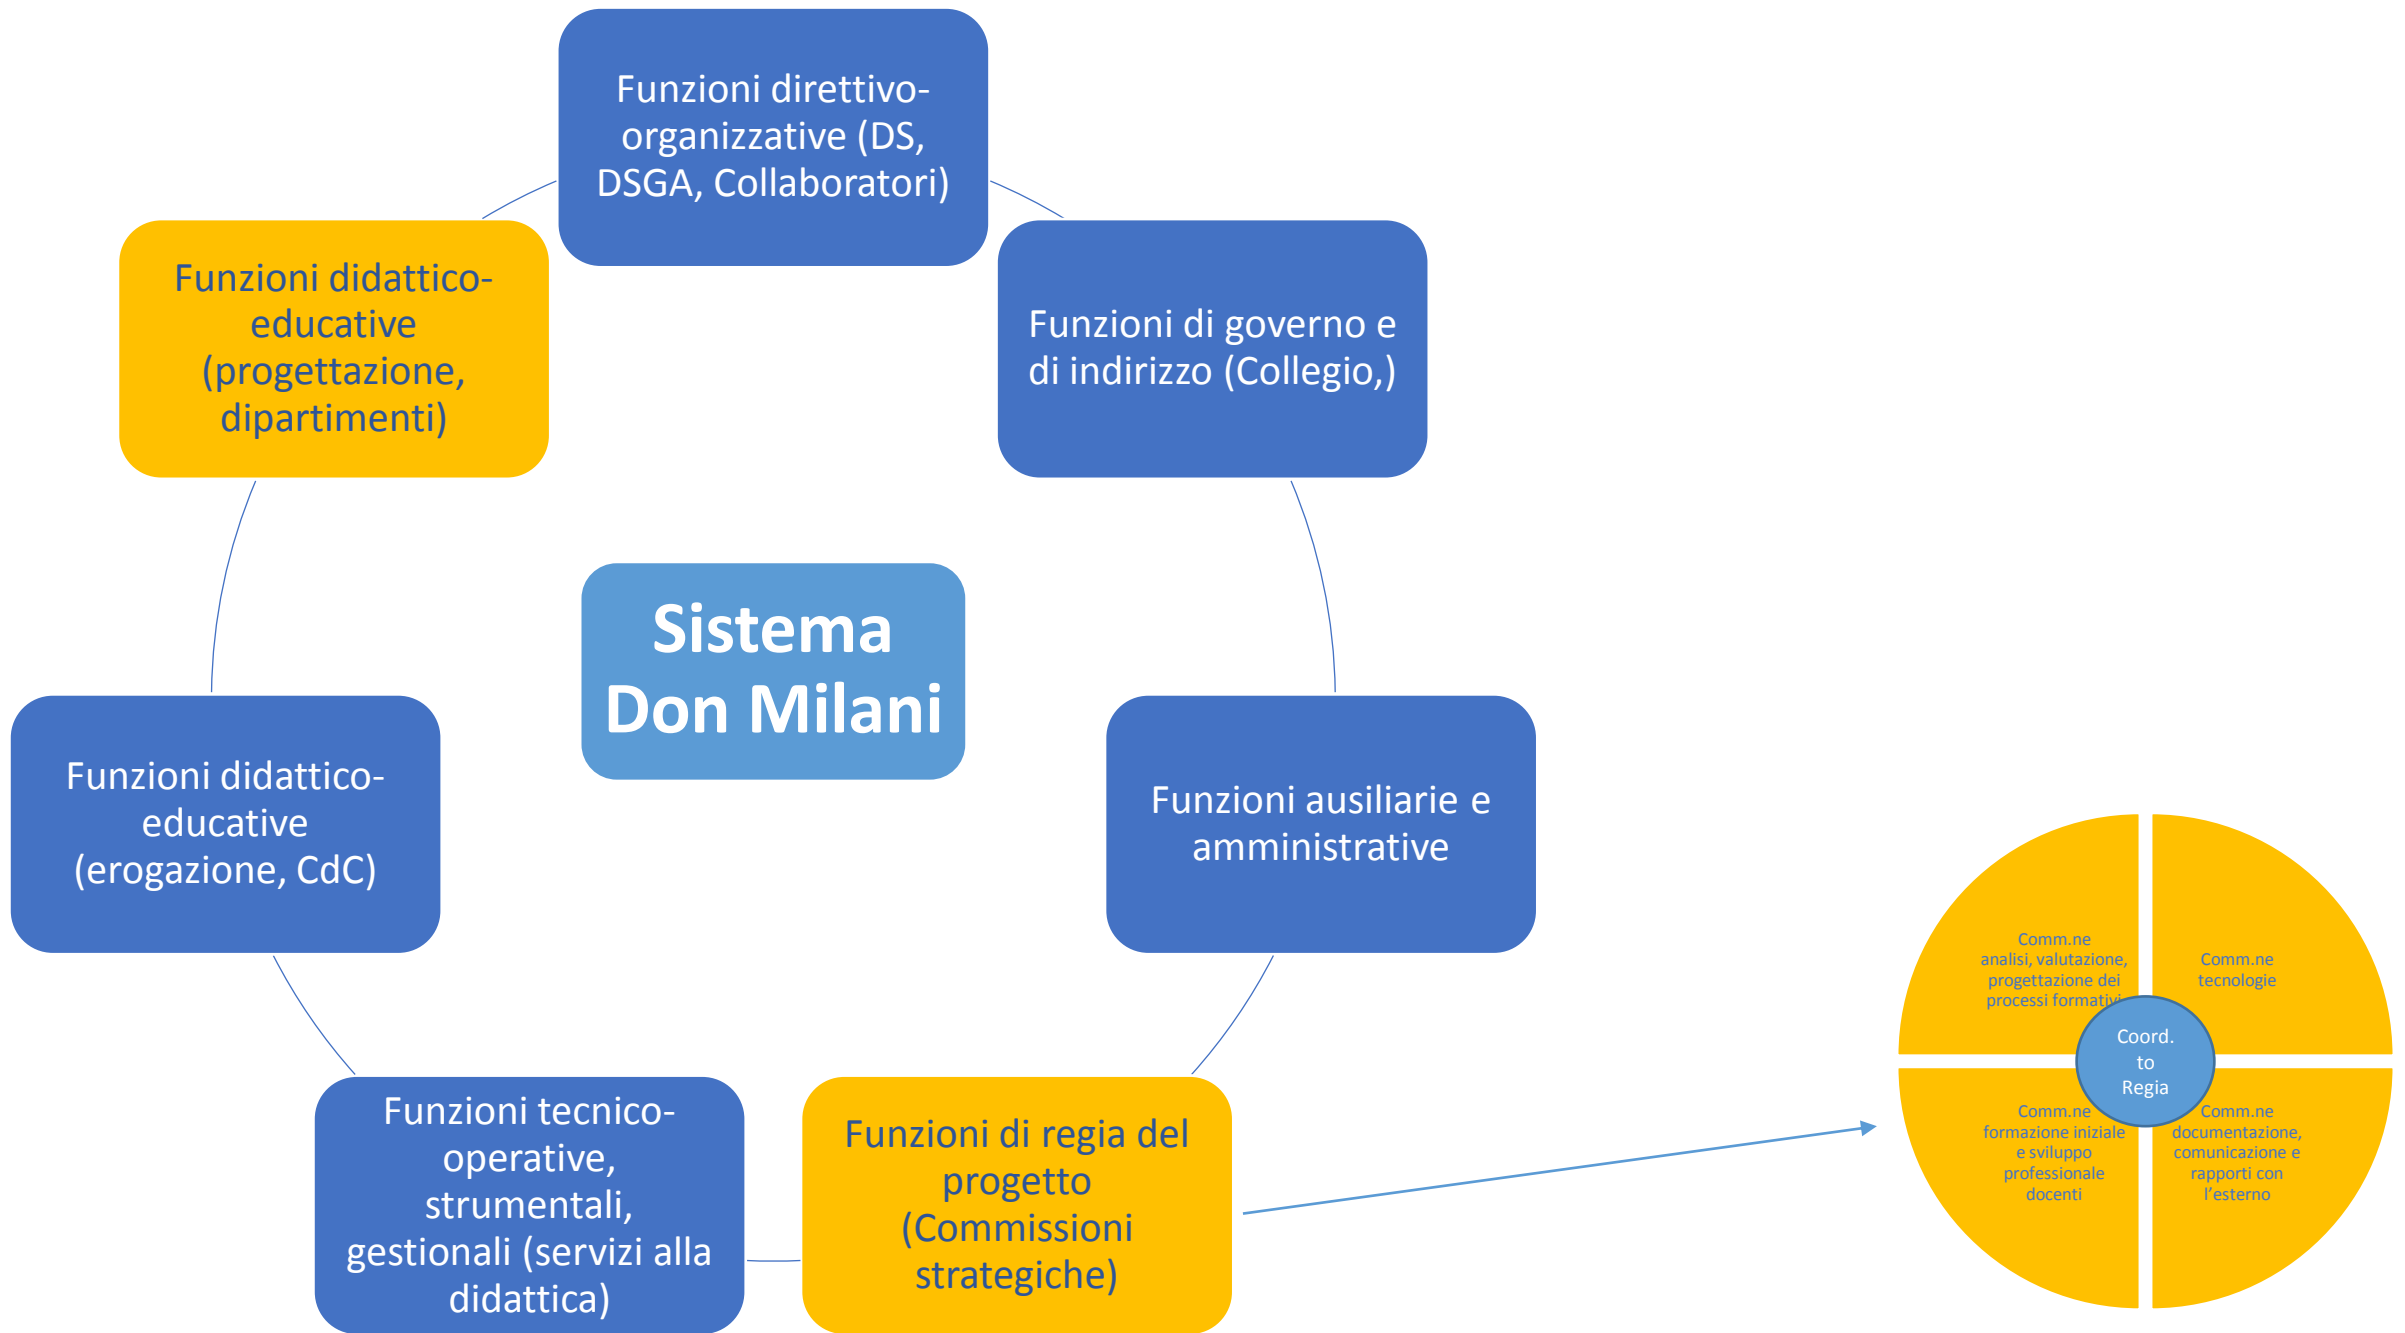 Funzioni direttivo-
organizzative (DS,
DSGA, Collaboratori)
Funzioni di governo e
di indirizzo (Collegio,)
Funzioni ausiliarie e
amministrative
Funzioni di regia del
progetto
(Commissioni
strategiche)
Funzioni tecnico-
operative,
strumentali,
gestionali (servizi alla
didattica)
Funzioni didattico-
educative
(erogazione, CdC)
Funzioni didattico-
educative
(progettazione,
dipartimenti)
Sistema
Don Milani
Comm.ne
analisi, valutazione,
progettazione dei
processi formativi
Comm.ne
tecnologie
Comm.ne
documentazione,
comunicazione e
rapporti con
l’esterno
Comm.ne
formazione iniziale
e sviluppo
professionale
docenti
Coord.
to
Regia